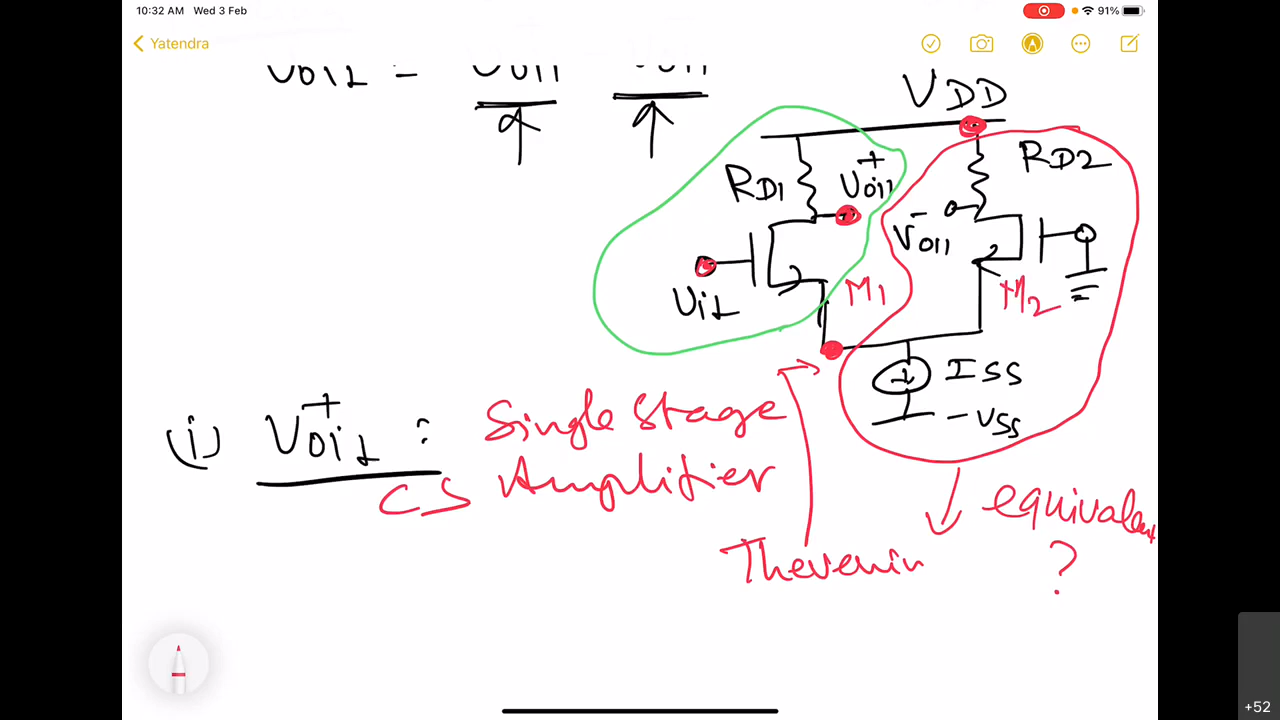 10:32 AM Wed 3 Feb
91%
Yatendra
VDD
RD1
RD2
+
Voi1
-
Voi1
Vi1
M1
M2
ISS
-VSS
(i) V+oi1 : Single Stage
CS Amplifier
equivalent
?
Thevenin
+52